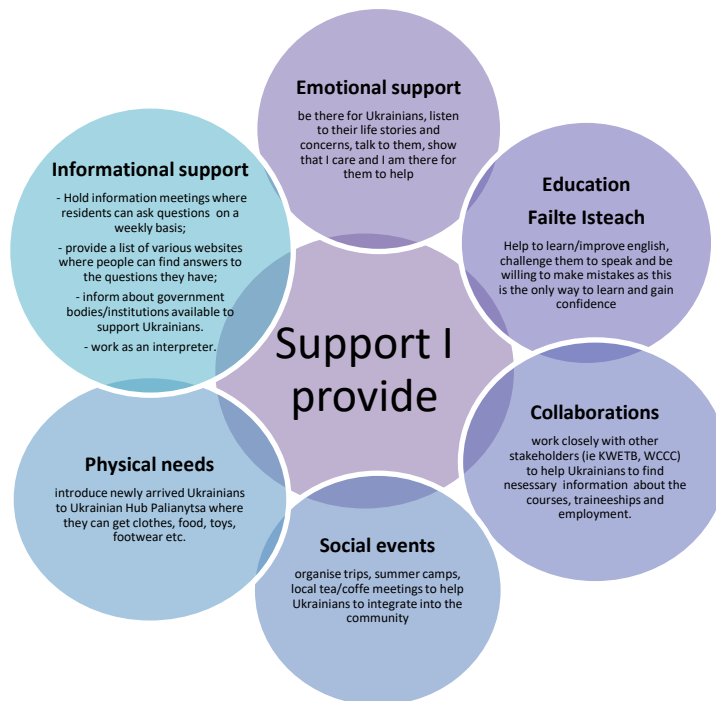 Support I
provide
Emotional support
be there for Ukrainians, listen
to their life stories and
concerns, talk to them, show
that I care and I am there for
them to help
Education
Failte Isteach
Help to learn/improve english,
challenge them to speak and be
willing to make mistakes as this
is the only way to learn and gain
confidence
Collaborations
work closely with other
stakeholders (ie KWETB, WCCC)
to help Ukrainians to find
nesessary information about the
courses, traineeships and
employment.
Social events
organise trips, summer camps,
local tea/coffe meetings to help
Ukrainians to integrate into the
community
Physical needs
introduce newly arrived Ukrainians
to Ukrainian Hub Palianytsa where
they can get clothes, food, toys,
footwear etc.
Informational support
- Hold information meetings where
residents can ask questions on a
weekly basis;
- provide a list of various websites
where people can find answers to
the questions they have;
- inform about government
bodies/institutions available to
support Ukrainians.
- work as an interpreter.